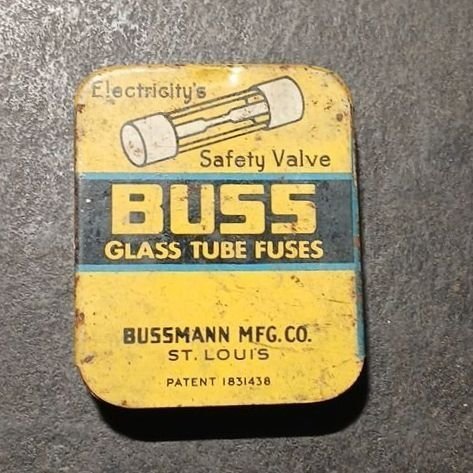 Electricity's
Safety Valve
BUSS
GLASS TUBE FUSES
BUSSMANN MFG. CO.
ST. LOUIS
PATENT 1831438